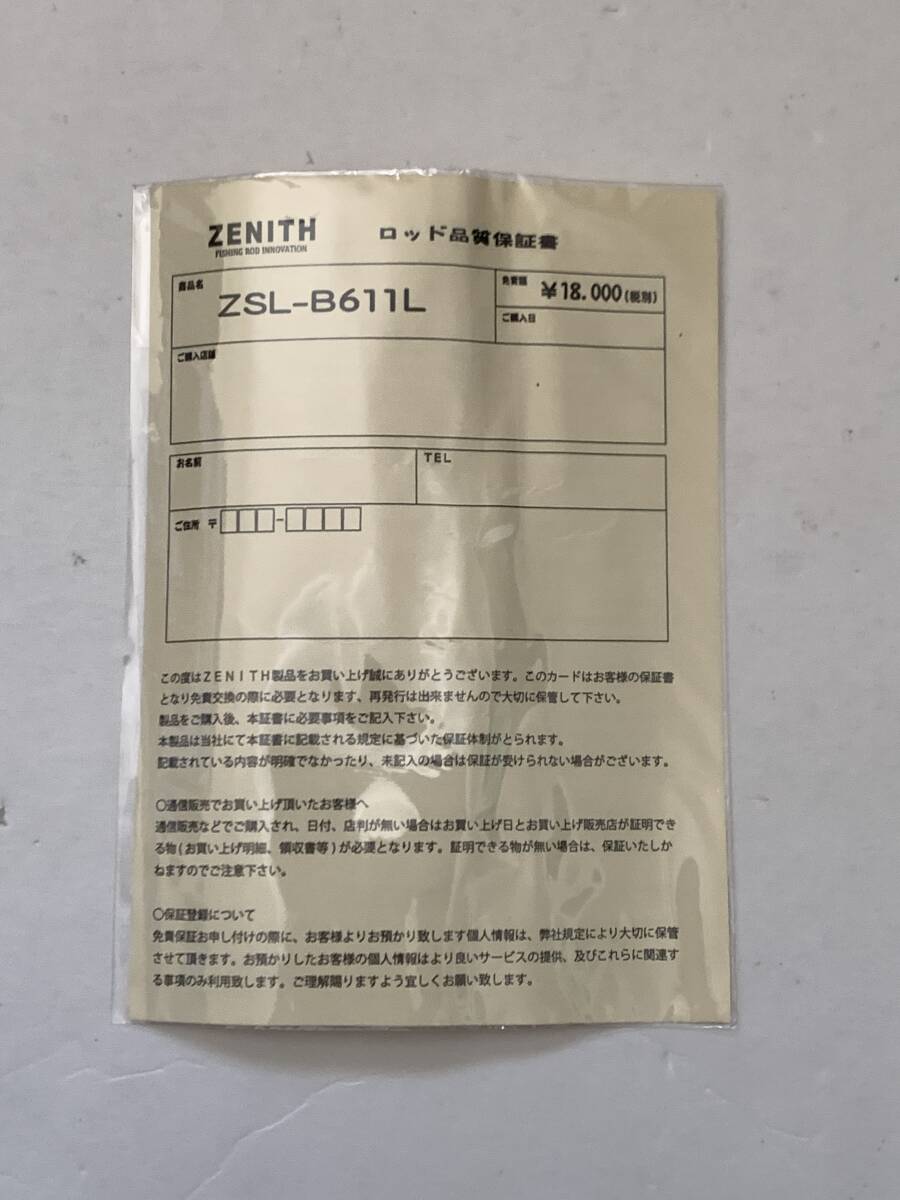 ZENITH
FISHING ROD INNOVATION
ロッド品質保証書
商品名
ZSL-B611L
免責額
¥18.000(税別)
ご購入日
ご購入店舗
お名前
TEL
ご住所 〒
この度はZENITH製品をお買い上げ誠にありがとうございます。このカードはお客様の保証書
となり免責交換の際に必要となります、再発行は出来ませんので大切に保管して下さい。
製品をご購入後、本証書に必要事項をご記入下さい。
本製品は当社にて本証書に記載される規定に基づいた保証体制がとられます。
記載されている内容が明確でなかったり、未記入の場合は保証が受けられない場合がございます。
〇通信販売でお買い上げ頂いたお客様へ
通信販売などでご購入され、日付、店判が無い場合はお買い上げ日とお買い上げ販売店が証明でき
る物(お買い上げ明細、領収書等)が必要となります。証明できる物が無い場合は、保証いたしか
ねますのでご注意下さい。
〇保証登録について
免責保証お申し付けの際に、お客様よりお預かり致します個人情報は、弊社規定により大切に保管
させて頂きます。お預かりしたお客様の個人情報はより良いサービスの提供、及びこれらに関連す
る事項のみ利用致します。ご理解賜りますよう宜しくお願い致します。